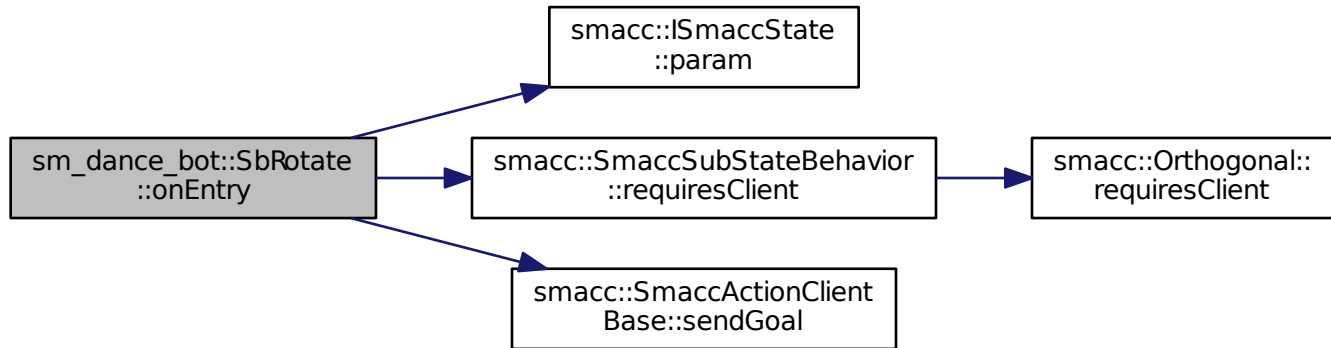 smacc::ISmaccState
::param
sm_dance_bot::SbRotate
::onEntry
smacc::SmaccSubStateBehavior
::requiresClient
smacc::Orthogonal::
requiresClient
smacc::SmaccActionClient
Base::sendGoal